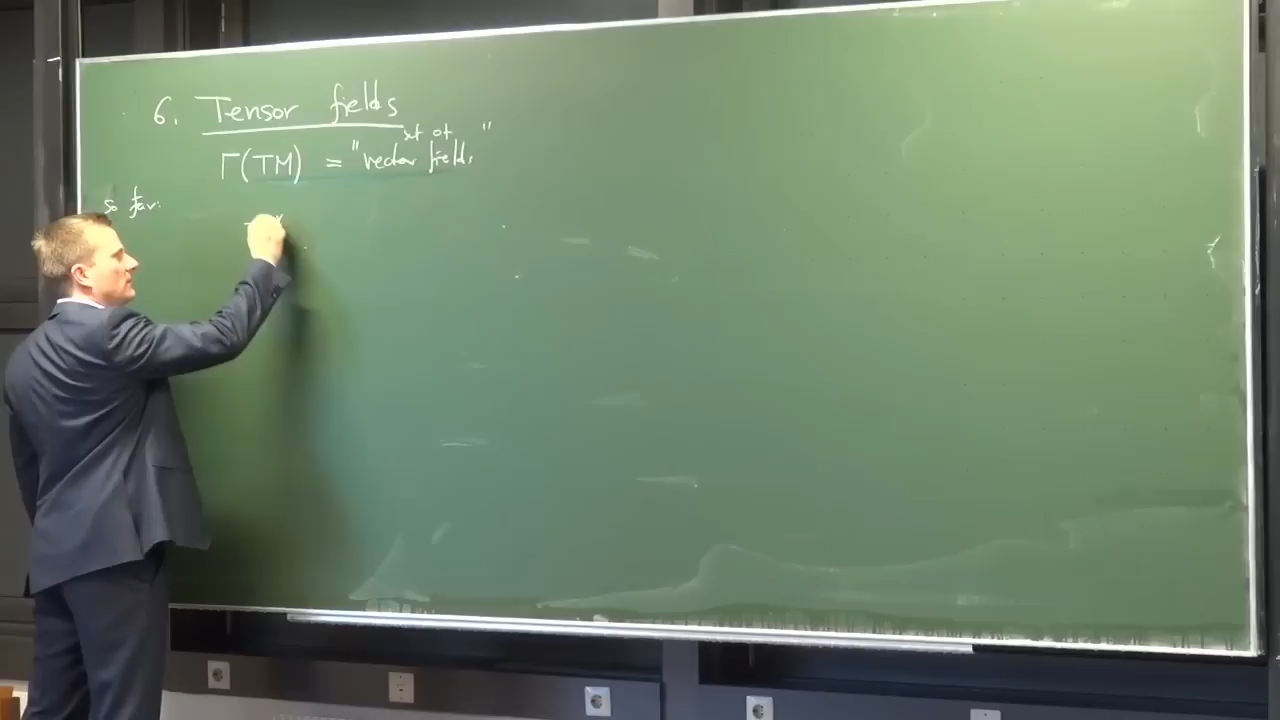 6. Tensor fields
set of
Γ(TM) = "vector fields"
so far: